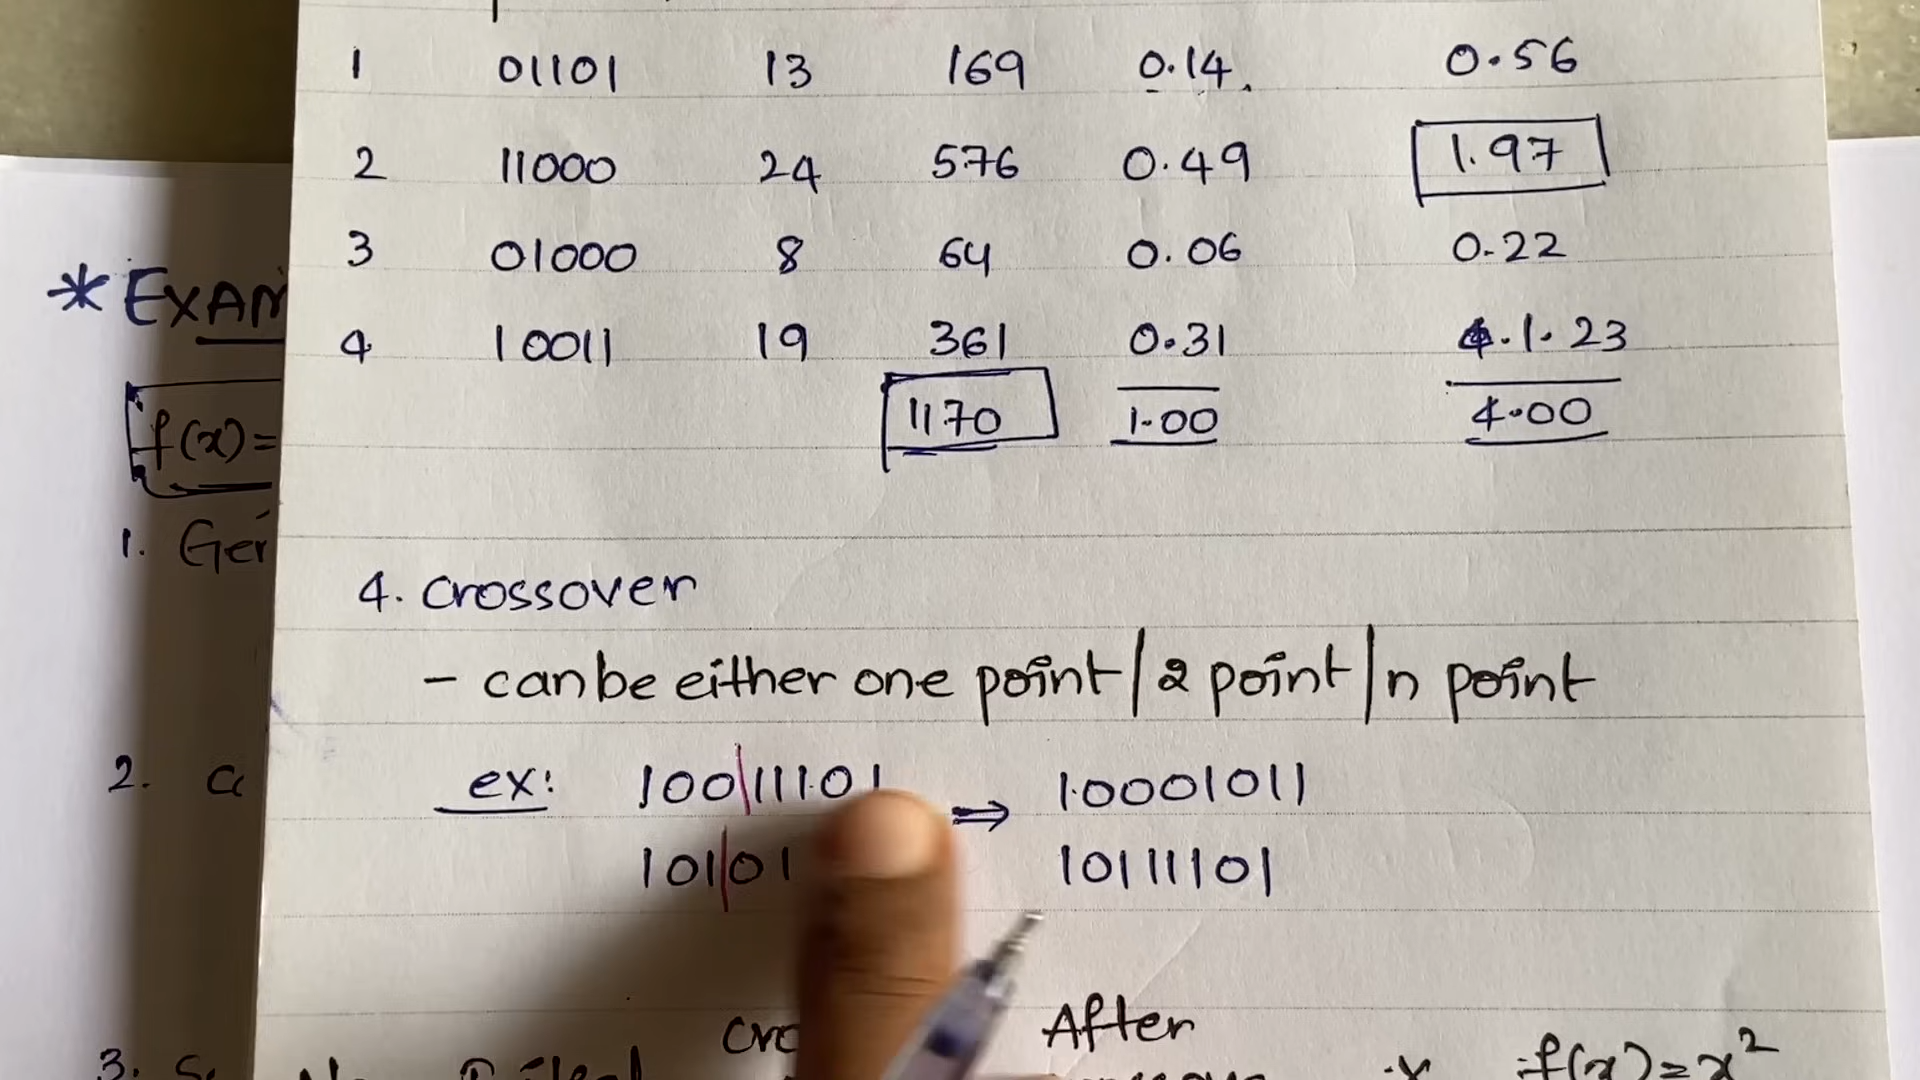 1 01101 13 169 0.14 0.56
2 11000 24 576 0.49 1.97
3 01000 8 64 0.06 0.22
4 10011 19 361 0.31 1.23
1170 1.00 4.00
4. Crossover
- can be either one point / 2 point / n point
ex: 100|11101 ⇒ 10001011
101|01 10111101
After
x f(x)=x²
*
f(x)=
1.
2.
3.